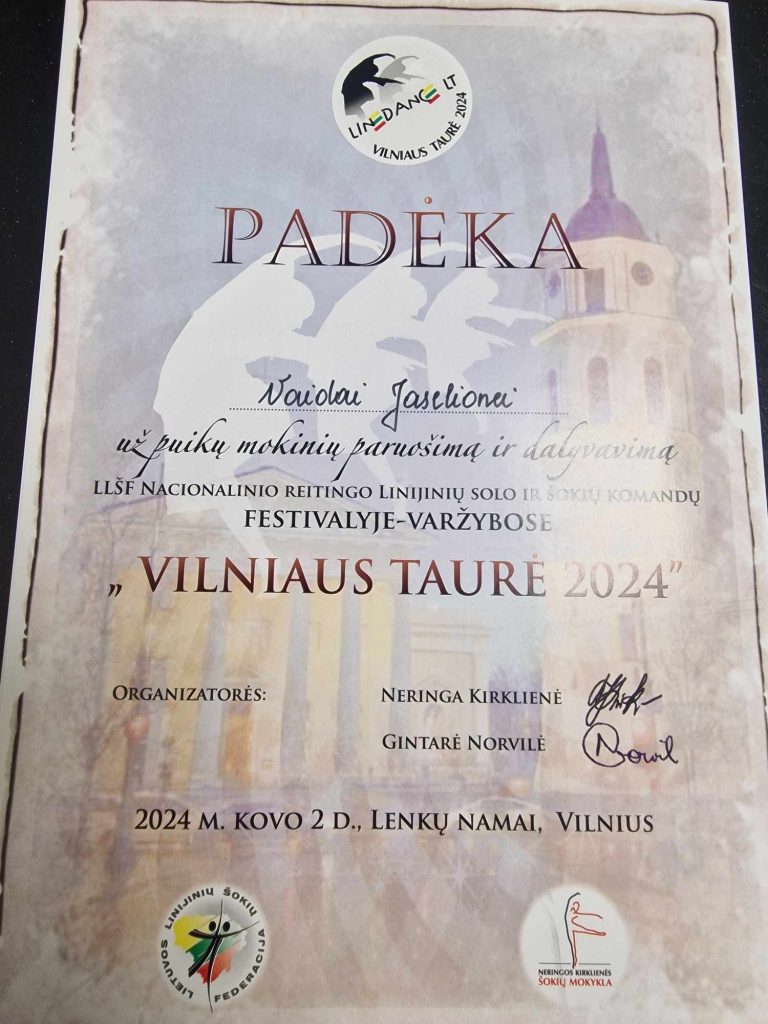 LINEDANCE LT
VILNIAUS TAURĖ 2024
PADĖKA
Vaidai Jasilionei
už puikų mokinių paruošimą ir dalyvavimą
LLŠF Nacionalinio reitingo Linijinių solo ir šokių komandų
FESTIVALYJE-VARŽYBOSE
„ VILNIAUS TAURĖ 2024"
Organizatorės: Neringa Kirklienė
Gintarė Norvilė
Norvil
2024 m. kovo 2 d., Lenkų namai, Vilnius
LIETUVOS LINIJINIŲ ŠOKIŲ FEDERACIJA
NERINGOS KIRKLIENĖS
ŠOKIŲ MOKYKLA